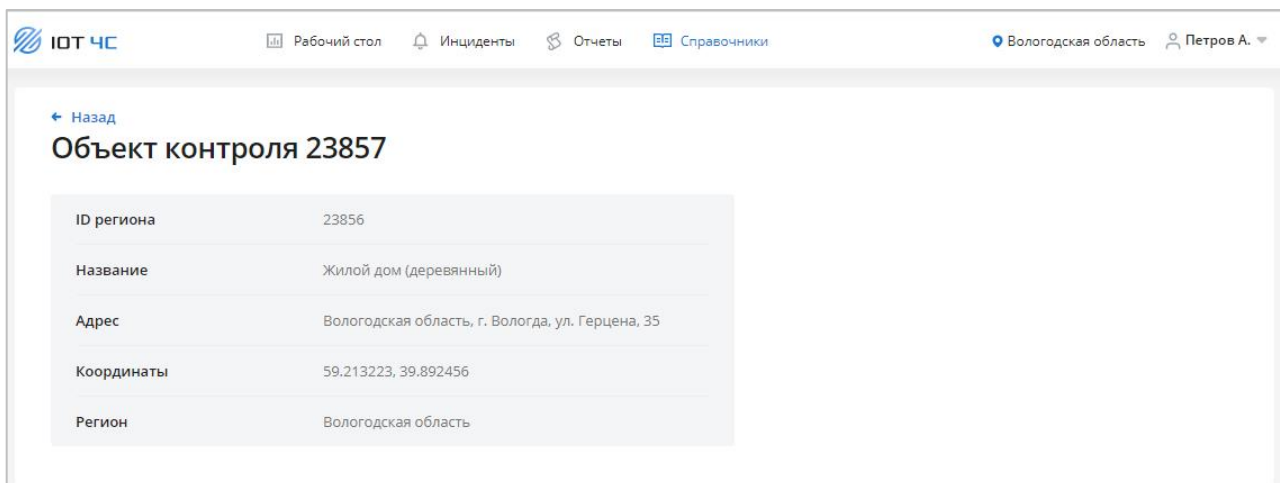 IOT ЧС Рабочий стол Инциденты Отчеты Справочники Вологодская область Петров А.
Назад
Объект контроля 23857
ID региона 23856
Название Жилой дом (деревянный)
Адрес Вологодская область, г. Вологда, ул. Герцена, 35
Координаты 59.213223, 39.892456
Регион Вологодская область